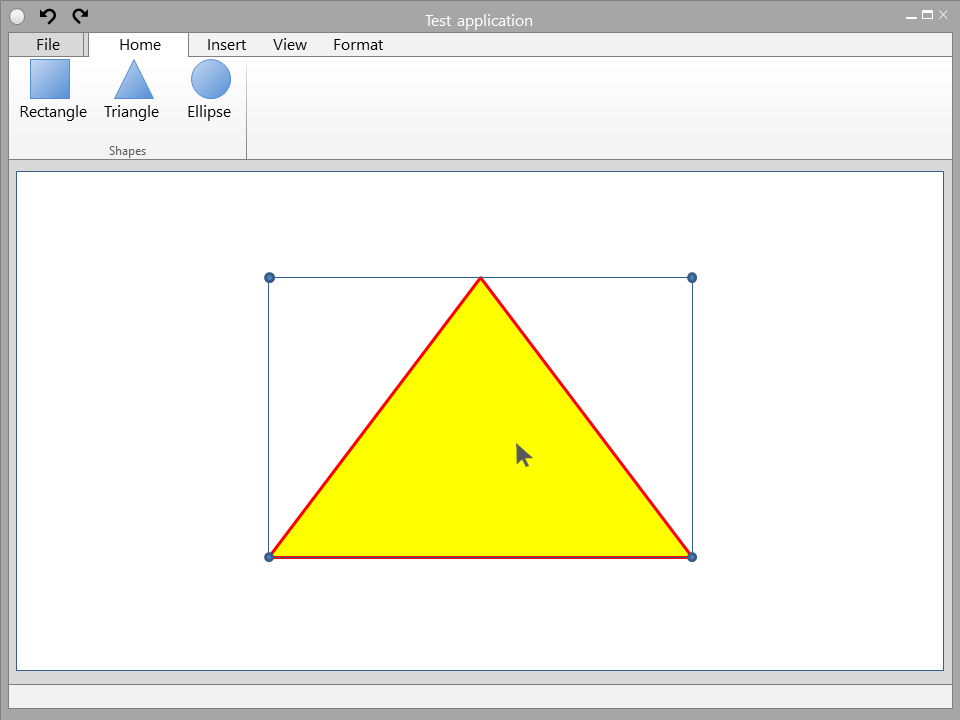 Test application
File Home Insert View Format
Rectangle Triangle Ellipse
Shapes